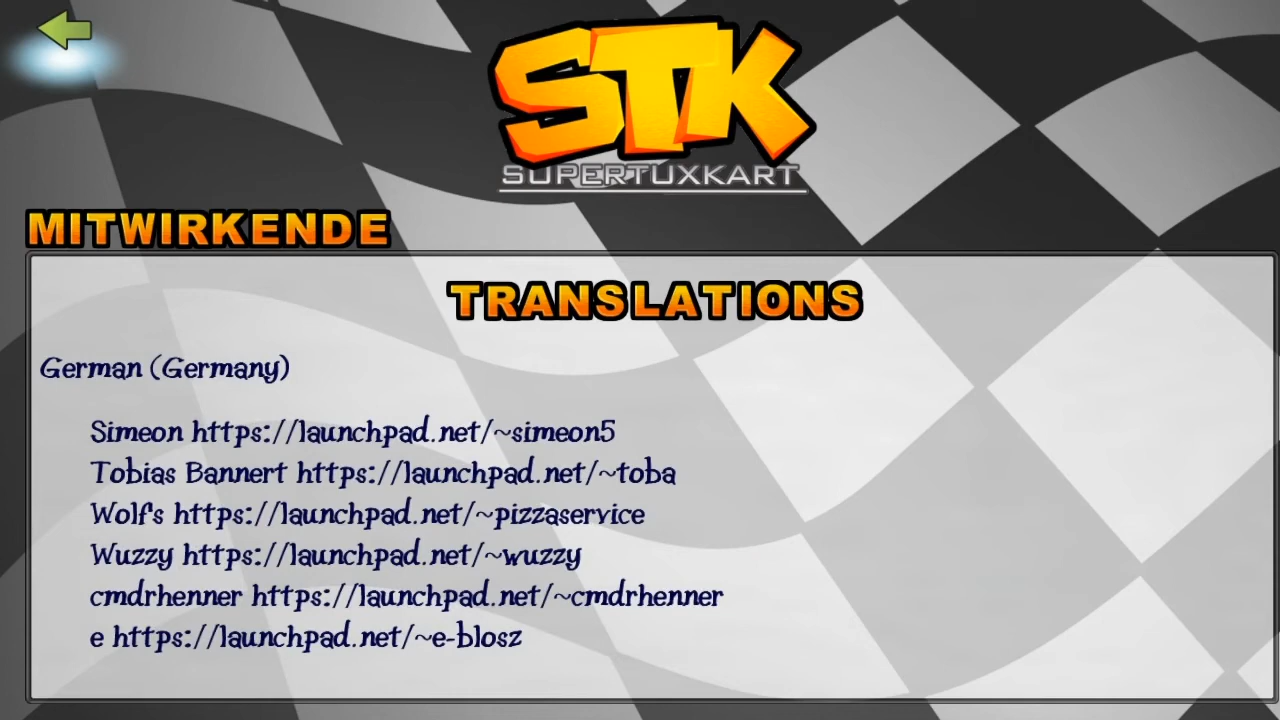 STK
SUPERTUXKART
MITWIRKENDE
TRANSLATIONS
German (Germany)
Simeon https://launchpad.net/~simeon5
Tobias Bannert https://launchpad.net/~toba
Wolf's https://launchpad.net/~pizzaservice
Wuzzy https://launchpad.net/~wuzzy
cmdrhenner https://launchpad.net/~cmdrhenner
e https://launchpad.net/~e-blosz